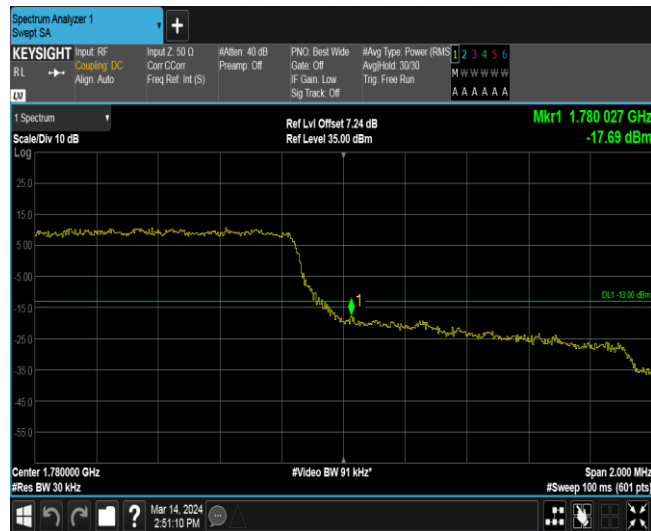 Spectrum Analyzer 1
Swept SA
+
KEYSIGHT
RL
LXI
Input: RF
Coupling: DC
Align: Auto
Input Z: 50 Ω
Corr CCorr
Freq Ref: Int (S)
#Atten: 40 dB
Preamp: Off
PNO: Best Wide
Gate: Off
IF Gain: Low
Sig Track: Off
#Avg Type: Power (RMS
Avg|Hold: 30/30
Trig: Free Run
1 2 3 4 5 6
M W W W W W
A A A A A A
1 Spectrum
Scale/Div 10 dB
Log
Ref Lvl Offset 7.24 dB
Ref Level 35.00 dBm
Mkr1 1.780 027 GHz
-17.69 dBm
25.0
15.0
5.00
-5.00
-15.0
-25.0
-35.0
-45.0
-55.0
1
DL1 -13.00 dBm
Center 1.780000 GHz
#Res BW 30 kHz
#Video BW 91 kHz*
Span 2.000 MHz
#Sweep 100 ms (601 pts)
?
Mar 14, 2024
2:51:10 PM